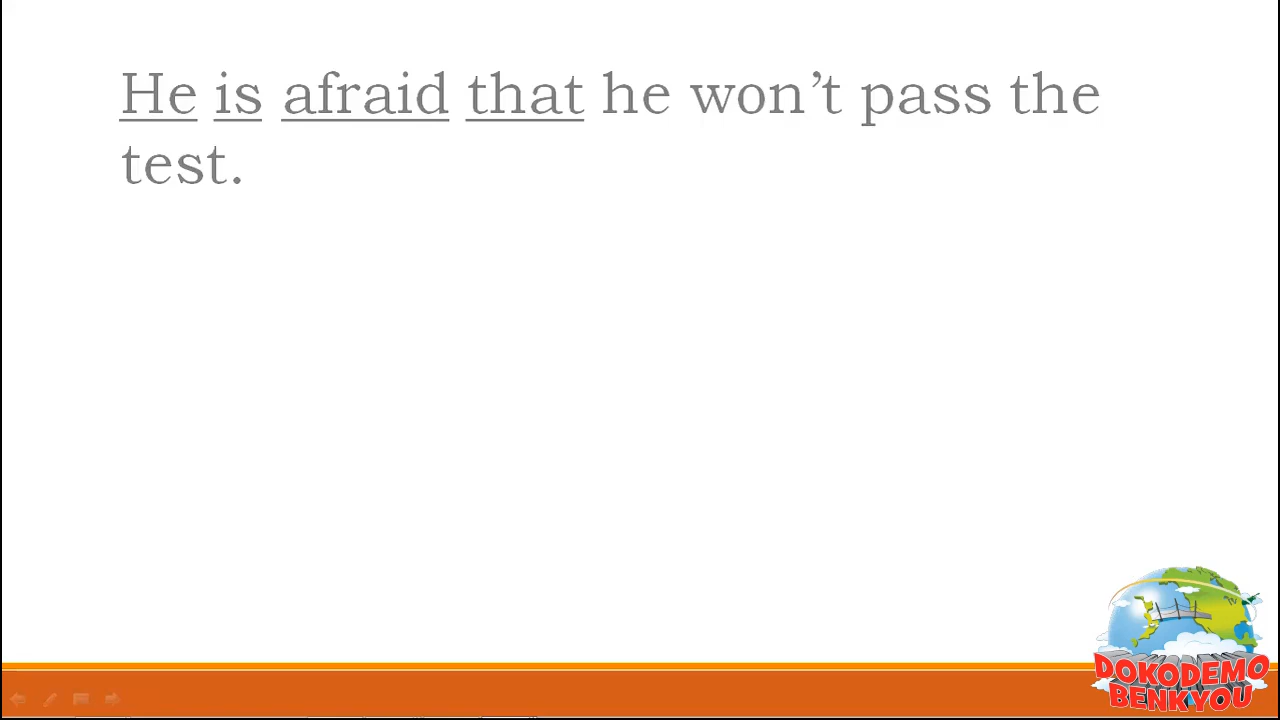 He is afraid that he won’t pass the
test.
DOKODEMO
BENKYOU